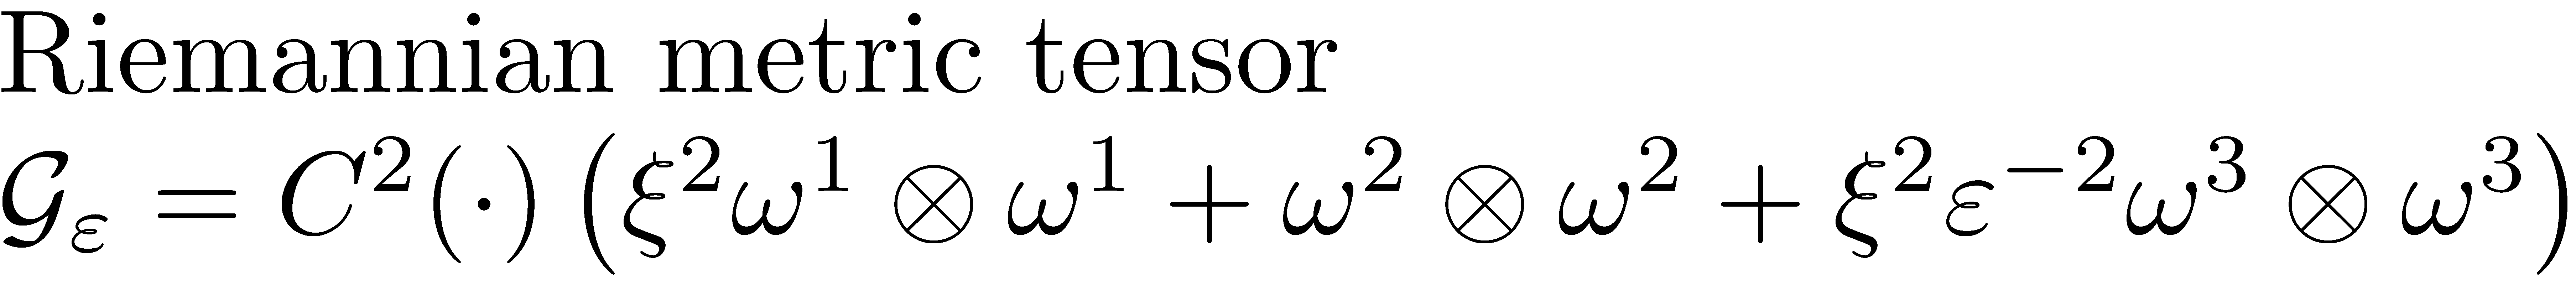 Riemannian metric tensor
𝒢_ε = C²(·) (ξ²ω¹ ⊗ ω¹ + ω² ⊗ ω² + ξ²ε⁻²ω³ ⊗ ω³)